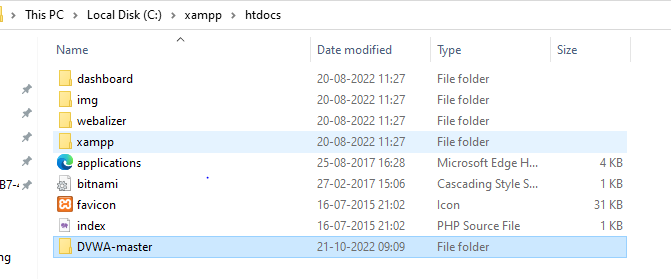 This PC > Local Disk (C:) > xampp > htdocs
Name Date modified Type Size
dashboard 20-08-2022 11:27 File folder
img 20-08-2022 11:27 File folder
webalizer 20-08-2022 11:27 File folder
xampp 20-08-2022 11:27 File folder
applications 25-08-2017 16:28 Microsoft Edge H... 4 KB
bitnami 27-02-2017 15:06 Cascading Style S... 1 KB
B7-4
favicon 16-07-2015 21:02 Icon 31 KB
index 16-07-2015 21:02 PHP Source File 1 KB
DVWA-master 21-10-2022 09:09 File folder
ng